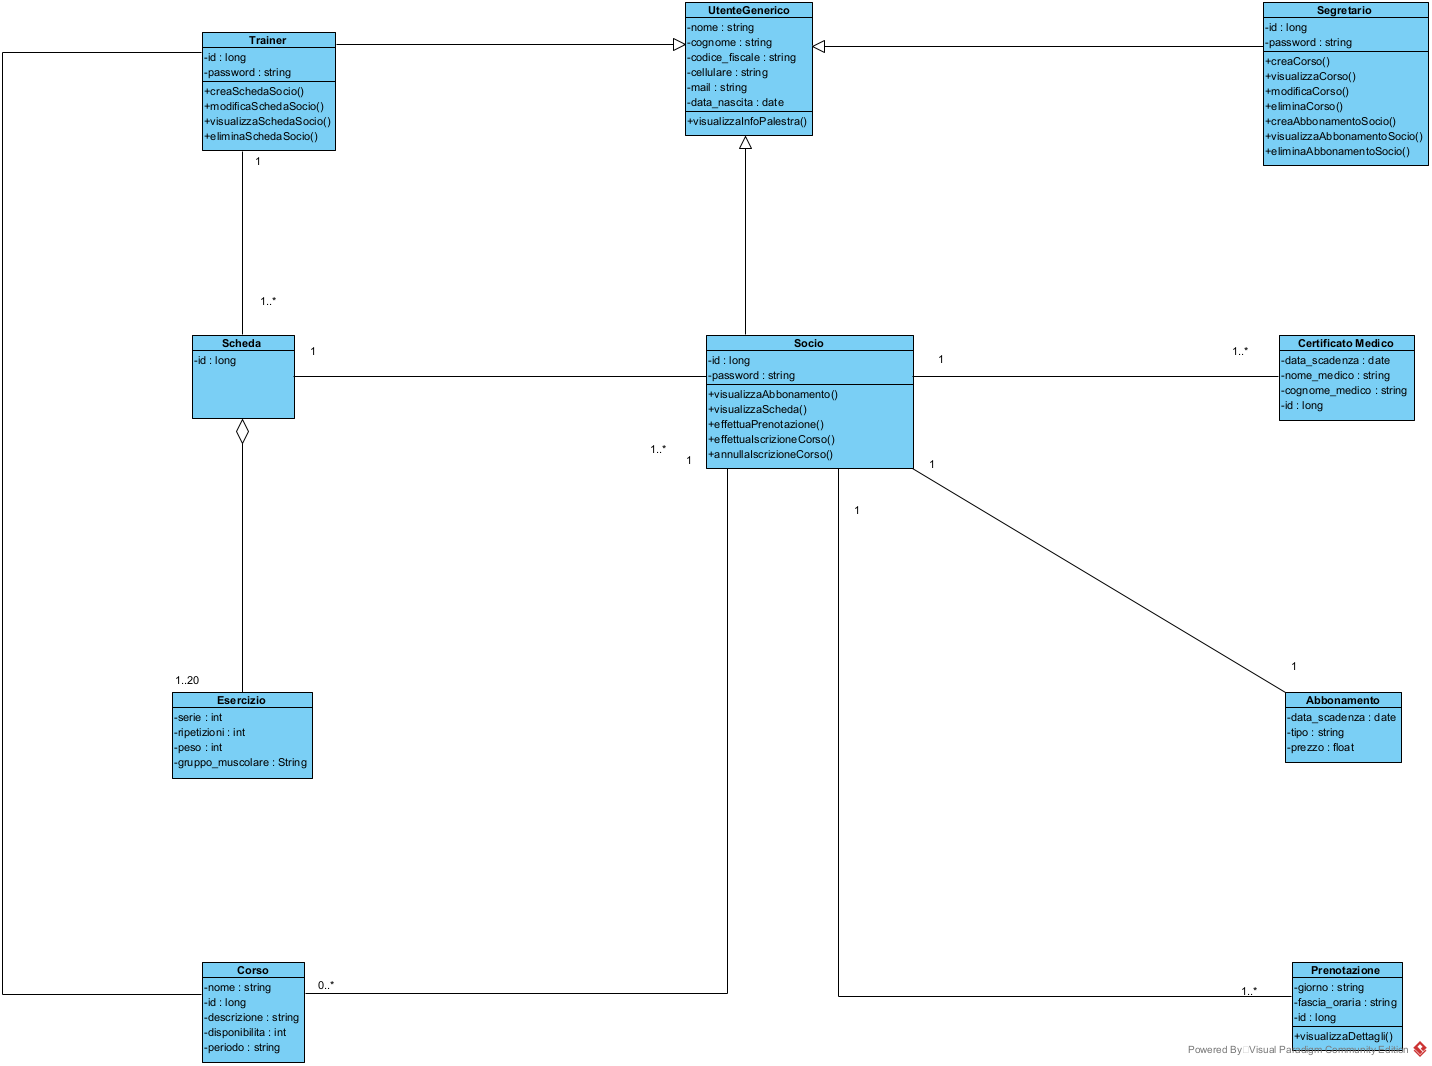 UtenteGenerico
-nome : string
-cognome : string
-codice_fiscale : string
-cellulare : string
-mail : string
-data_nascita : date
+visualizzaInfoPalestra()
Segretario
-id : long
-password : string
+creaCorso()
+visualizzaCorso()
+modificaCorso()
+eliminaCorso()
+creaAbbonamentoSocio()
+visualizzaAbbonamentoSocio()
+eliminaAbbonamentoSocio()
Trainer
-id : long
-password : string
+creaSchedaSocio()
+modificaSchedaSocio()
+visualizzaSchedaSocio()
+eliminaSchedaSocio()
1
1..*
Scheda
-id : long
1
Socio
-id : long
-password : string
+visualizzaAbbonamento()
+visualizzaScheda()
+effettuaPrenotazione()
+effettuaIscrizioneCorso()
+annullaIscrizioneCorso()
1
1..*
Certificato Medico
-data_scadenza : date
-nome_medico : string
-cognome_medico : string
-id : long
1..*
1
1
1
1
1..20
Esercizio
-serie : int
-ripetizioni : int
-peso : int
-gruppo_muscolare : String
Abbonamento
-data_scadenza : date
-tipo : string
-prezzo : float
Corso
-nome : string
-id : long
-descrizione : string
-disponibilita : int
-periodo : string
0..*
1..*
Prenotazione
-giorno : string
-fascia_oraria : string
-id : long
+visualizzaDettagli()
Powered By Visual Paradigm Community Edition